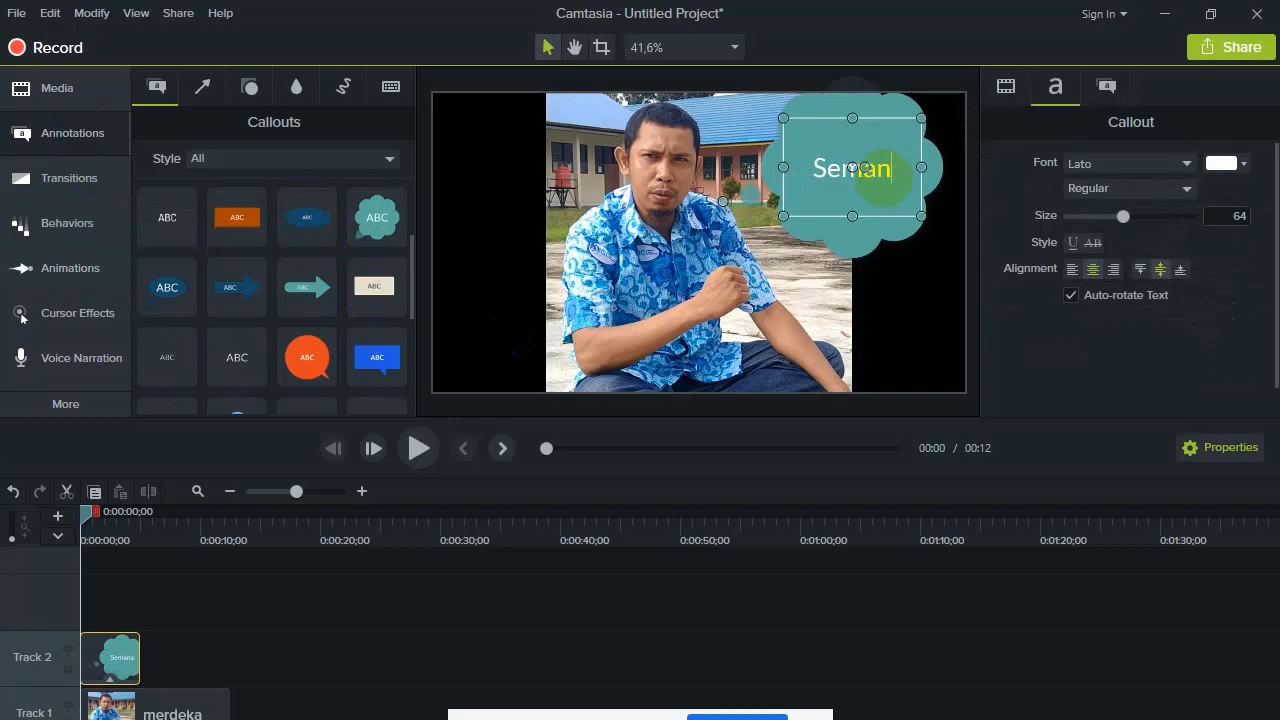 File Edit Modify View Share Help
Camtasia - Untitled Project*
Sign In
Record
41,6%
Share
Media
Annotations
Transitions
Behaviors
Animations
Cursor Effects
Voice Narration
More
Callouts
Style All
ABC ABC ABC ABC
ABC ABC ABC ABC
ABC ABC ABC ABC
Seman
Callout
Font Lato
Regular
Size 64
Style U AB
Alignment
Auto-rotate Text
00:00 / 00:12
Properties
0:00:00;00
0:00:00;00 0:00:10;00 0:00:20;00 0:00:30;00 0:00:40;00 0:00:50;00 0:01:00;00 0:01:10;00 0:01:20;00 0:01:30;00
Track 2
Semana
Track 1
merdeka